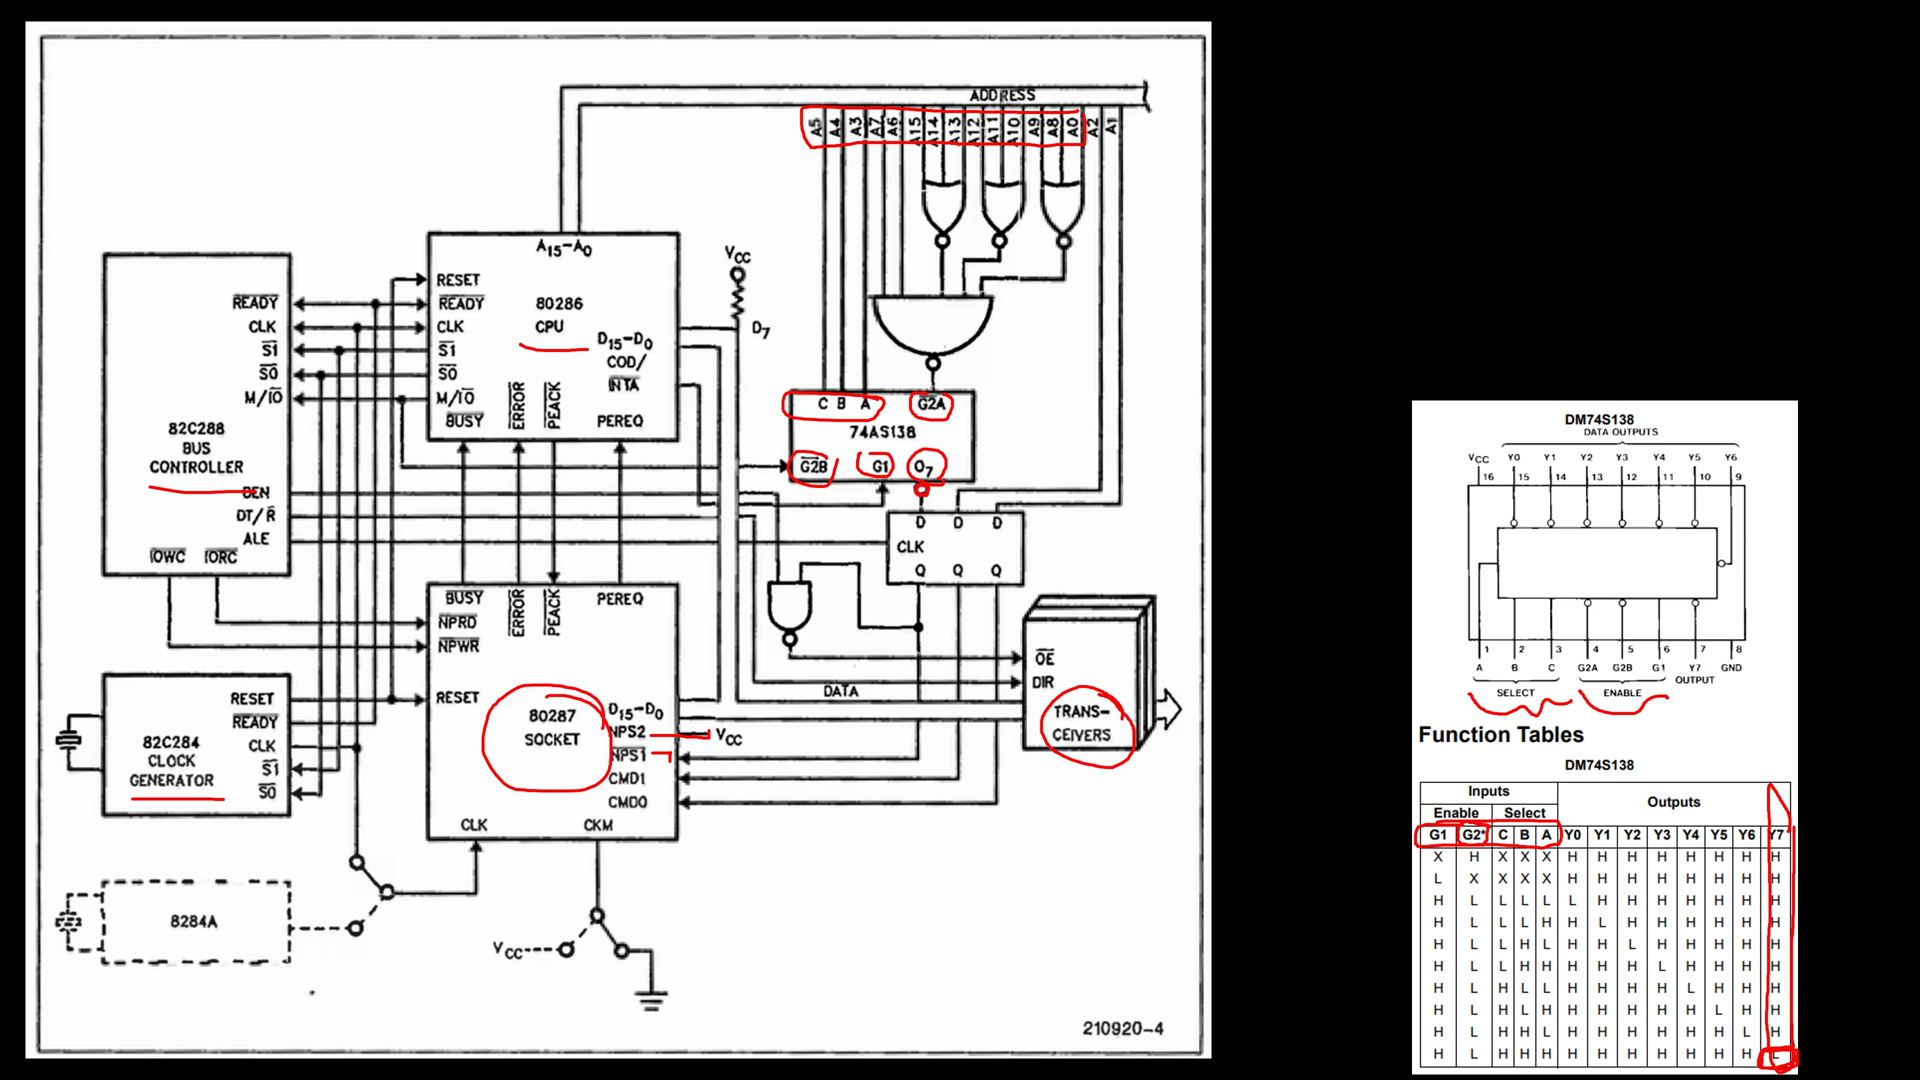 ADDRESS
A5 A4 A3 A7 A6 A15 A14 A13 A12 A11 A10 A9 A8 A0 A2 A1
A15-A0
RESET
READY
CLK
S1
S0
M/IO
80286
CPU
D15-D0
COD/
INTA
BUSY
ERROR
PEACK
PEREQ
VCC
D7
READY
CLK
S1
S0
M/IO
82C288
BUS
CONTROLLER
DEN
DT/R
ALE
IOWC IORC
C B A G2A
74AS138
G2B G1 O7
D D D
CLK
Q Q Q
BUSY
ERROR
PEACK
PEREQ
NPRD
NPWR
RESET
80287
SOCKET
D15-D0
NPS2
VCC
NPS1
CMD1
CMD0
CLK CKM
RESET
READY
CLK
S1
S0
82C284
CLOCK
GENERATOR
OE
DIR
DATA
TRANS-
CEIVERS
8284A
VCC
210920-4
DM74S138
DATA OUTPUTS
VCC Y0 Y1 Y2 Y3 Y4 Y5 Y6
16 15 14 13 12 11 10 9
1 2 3 4 5 6 7 8
A B C G2A G2B G1 Y7 GND
SELECT ENABLE OUTPUT
Function Tables
DM74S138
Inputs Outputs
Enable Select
G1 G2* C B A Y0 Y1 Y2 Y3 Y4 Y5 Y6 Y7
X H X X X H H H H H H H H
L X X X X H H H H H H H H
H L L L L L H H H H H H H
H L L L H H L H H H H H H
H L L H L H H L H H H H H
H L L H H H H H L H H H H
H L H L L H H H H L H H H
H L H L H H H H H H L H H
H L H H L H H H H H H L H
H L H H H H H H H H H H L